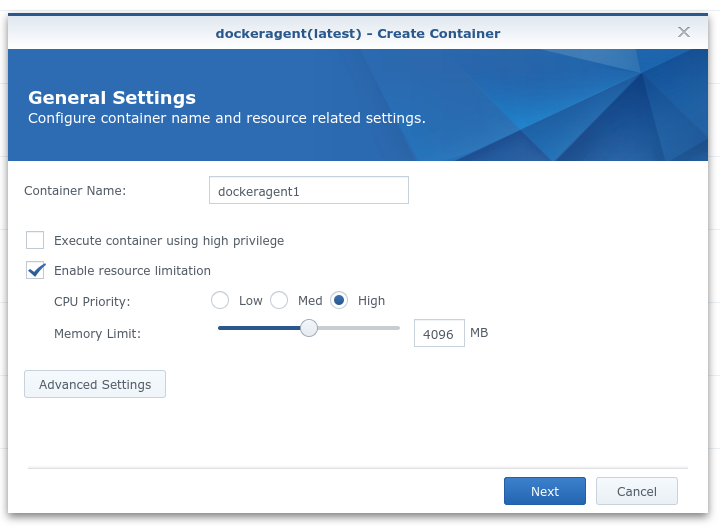 dockeragent(latest) - Create Container
General Settings
Configure container name and resource related settings.
Container Name: dockeragent1
Execute container using high privilege
Enable resource limitation
CPU Priority: Low Med High
Memory Limit: 4096 MB
Advanced Settings
Next Cancel